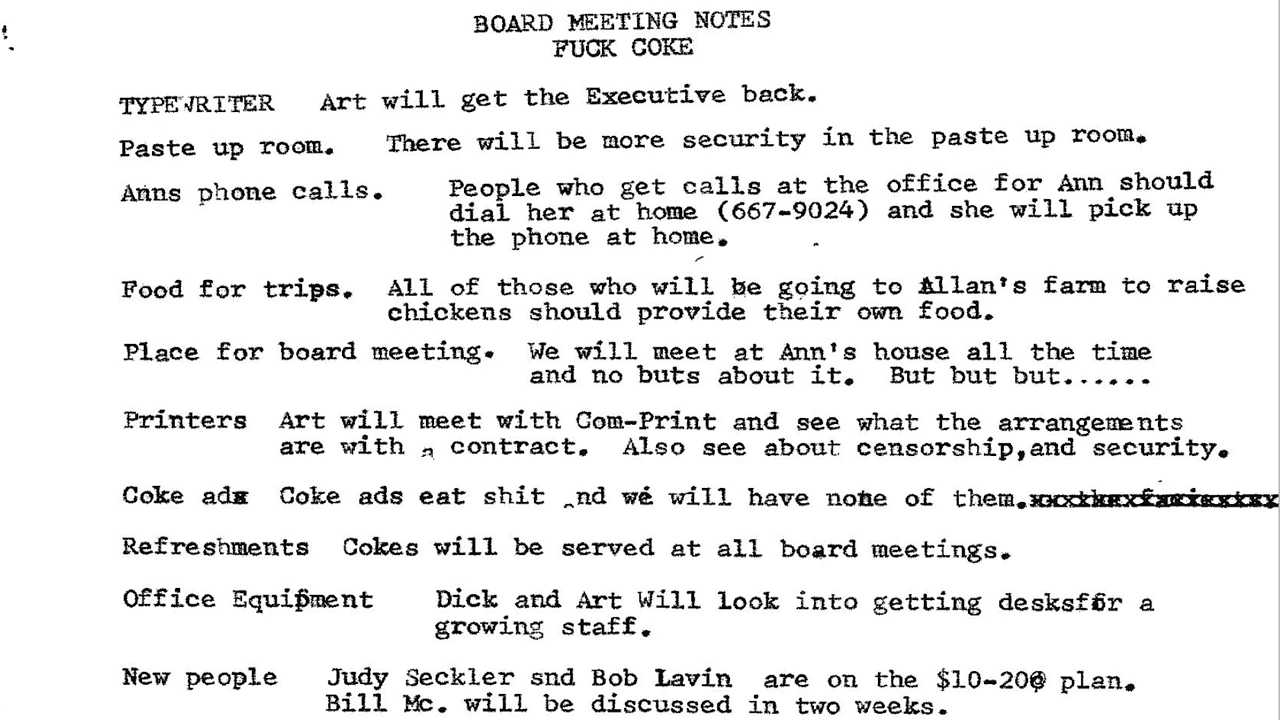 BOARD MEETING NOTES
FUCK COKE
TYPEWRITER Art will get the Executive back.
Paste up room. There will be more security in the paste up room.
Anns phone calls. People who get calls at the office for Ann should
dial her at home (667-9024) and she will pick up
the phone at home.
Food for trips. All of those who will be going to Allan's farm to raise
chickens should provide their own food.
Place for board meeting. We will meet at Ann's house all the time
and no buts about it. But but but......
Printers Art will meet with Com-Print and see what the arrangements
are with a contract. Also see about censorship,and security.
Coke ads Coke ads eat shit and we will have none of them.
Refreshments Cokes will be served at all board meetings.
Office Equipment Dick and Art Will look into getting desksfor a
growing staff.
New people Judy Seckler snd Bob Lavin are on the $10-20@ plan.
Bill Mc. will be discussed in two weeks.